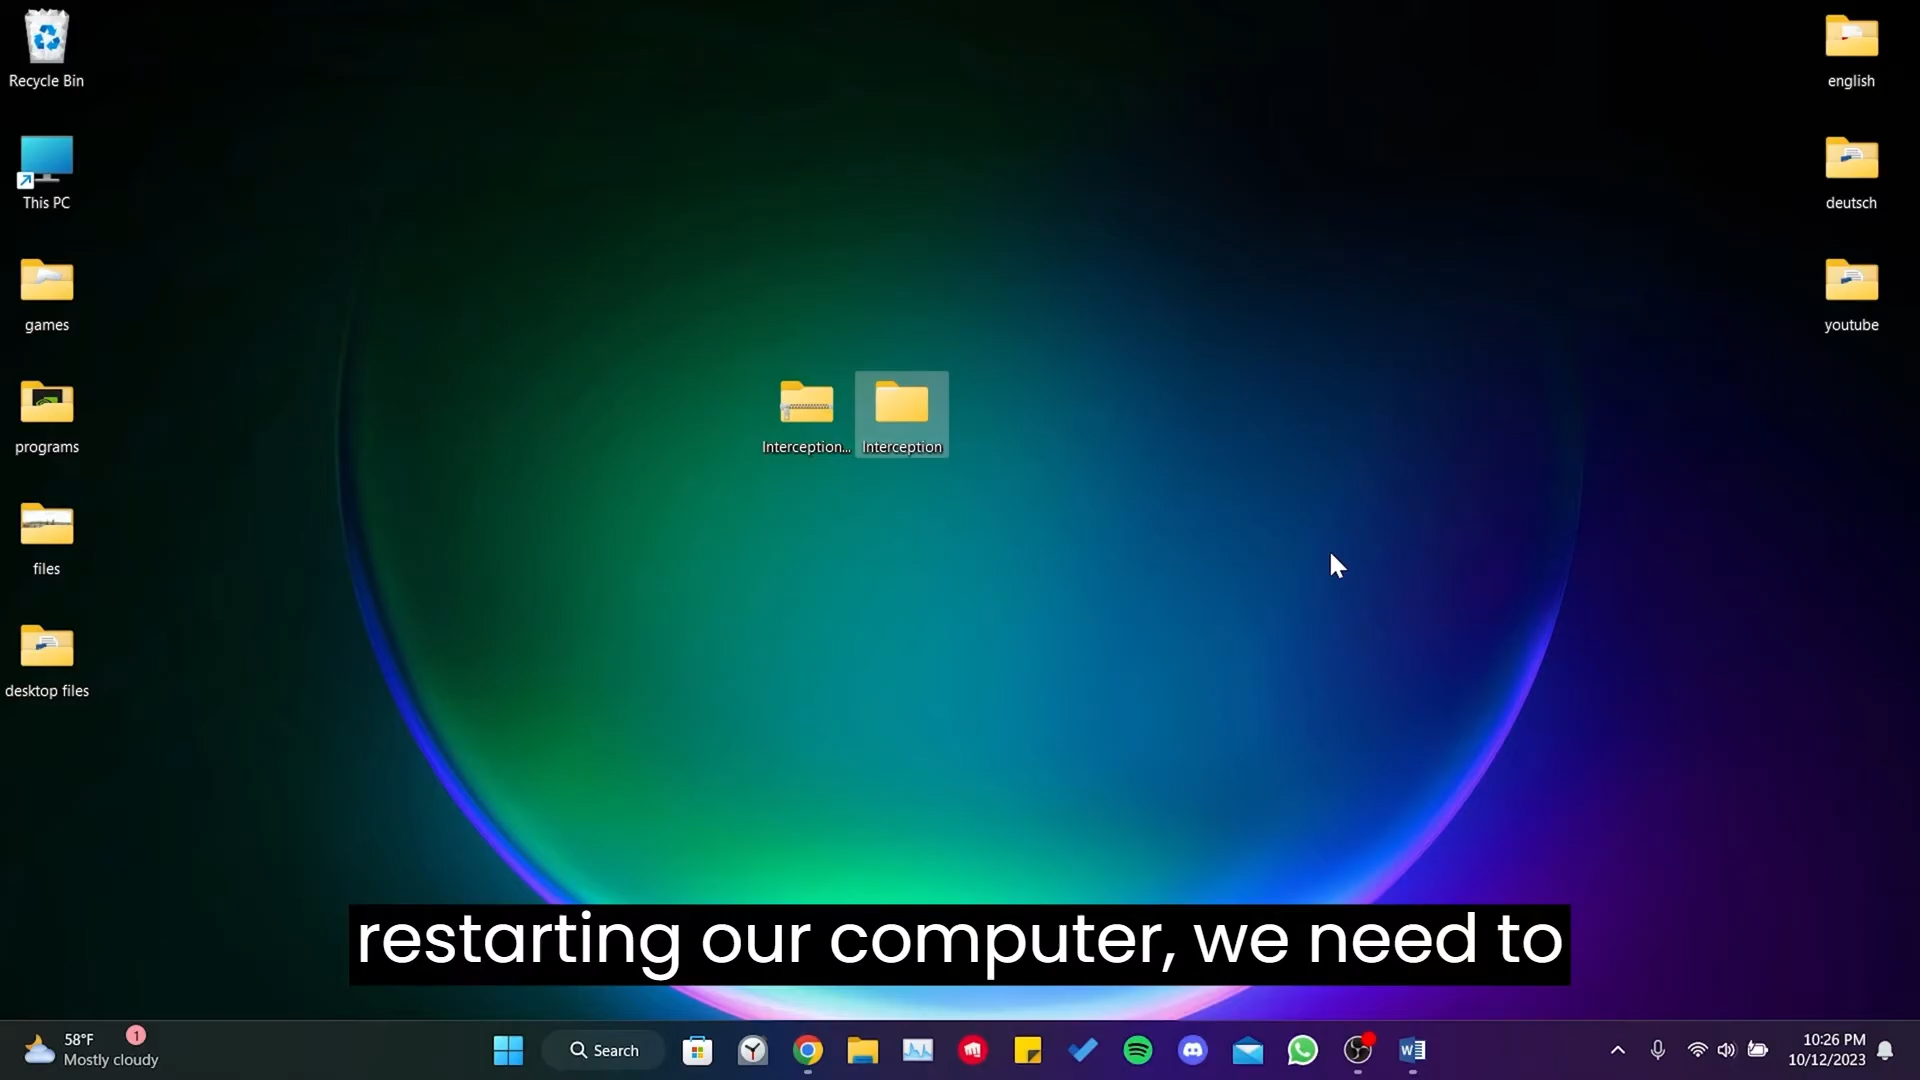 Recycle Bin
This PC
games
programs
files
desktop files
Interception...
Interception
english
deutsch
youtube
restarting our computer, we need to
58°F
Mostly cloudy
1
Search
10:26 PM
10/12/2023